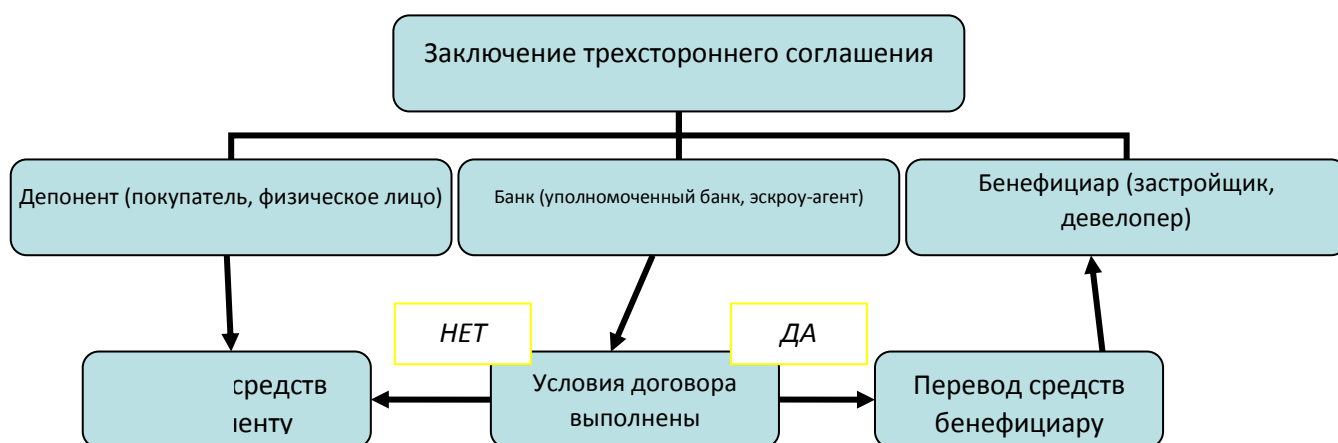 Заключение трехстороннего соглашения
Депонент (покупатель, физическое лицо)
Банк (уполномоченный банк, эскроу-агент)
Бенефициар (застройщик,
девелопер)
НЕТ
ДА
средств
Условия договора
выполнены
Перевод средств
бенефициару